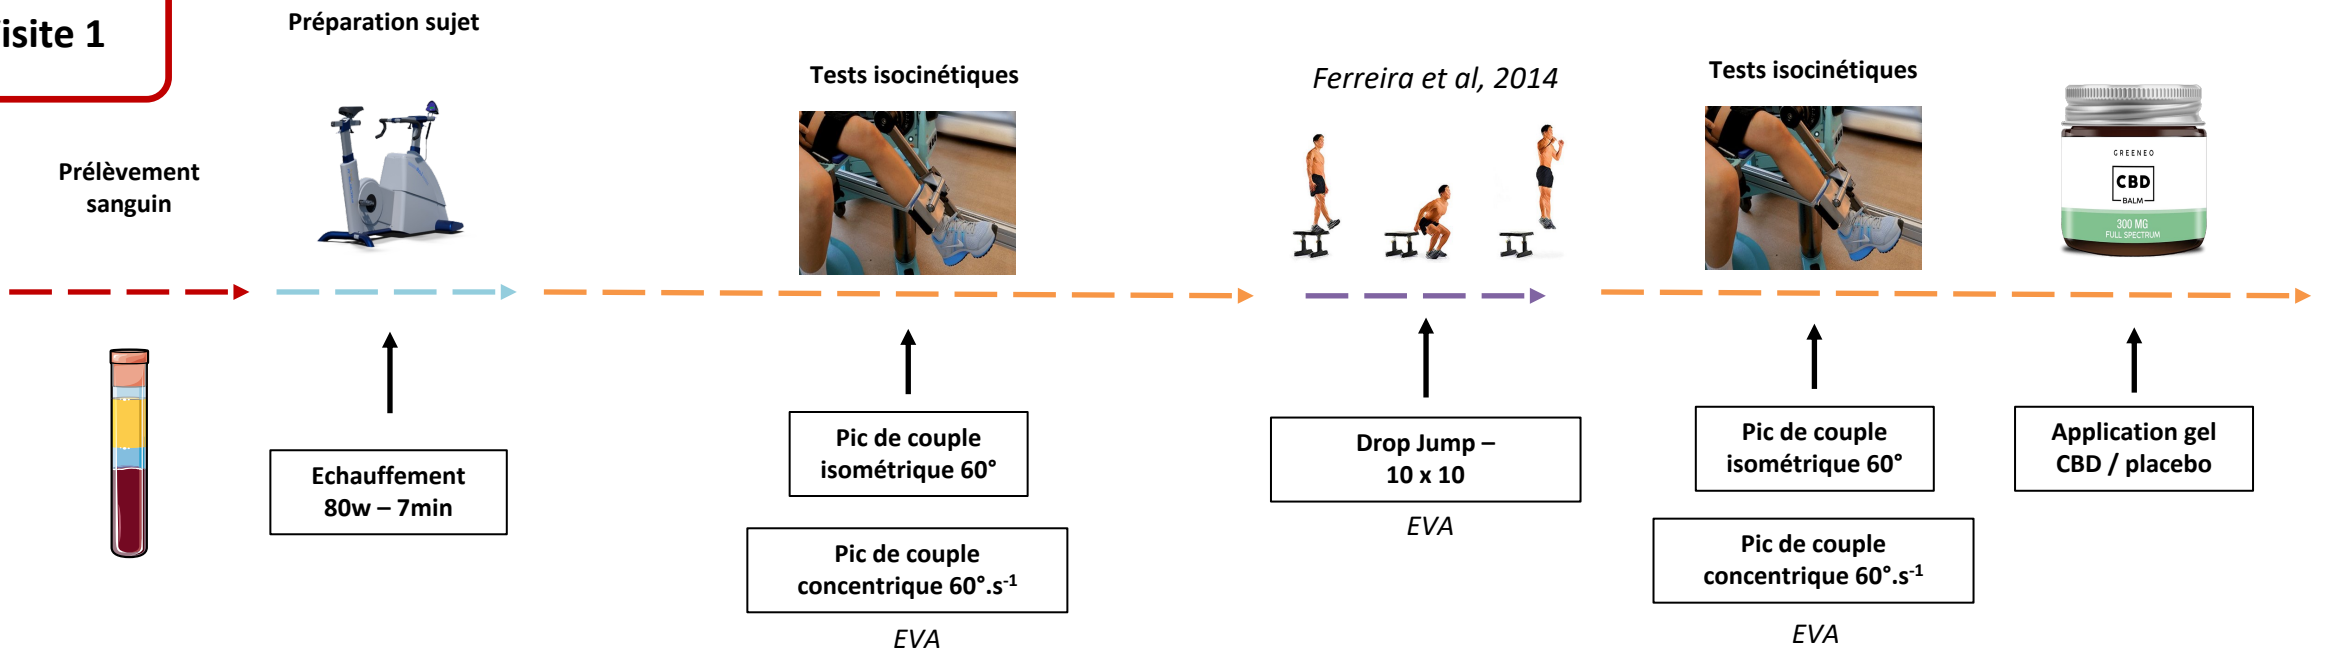 isite 1
Préparation sujet
Prélèvement
sanguin
Echauffement
80w – 7min
Tests isocinétiques
Pic de couple
isométrique 60°
Pic de couple
concentrique 60°.s-1
EVA
Ferreira et al, 2014
Drop Jump –
10 x 10
EVA
Tests isocinétiques
Pic de couple
isométrique 60°
Pic de couple
concentrique 60°.s-1
EVA
GREENEO
CBD
BALM
300 MG
FULL SPECTRUM
Application gel
CBD / placebo